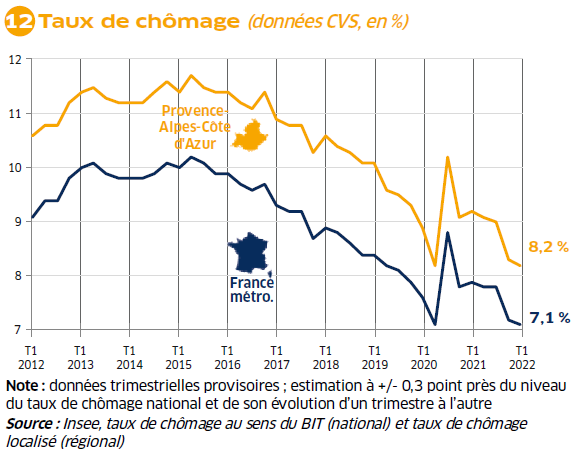 12 Taux de chômage (données CVS, en %)
12
11
10
9
8
7
Provence-
Alpes-Côte
d'Azur
France
métro.
8,2 %
7,1 %
T1 T1 T1 T1 T1 T1 T1 T1 T1 T1 T1
2012 2013 2014 2015 2016 2017 2018 2019 2020 2021 2022
Note : données trimestrielles provisoires ; estimation à +/- 0,3 point près du niveau
du taux de chômage national et de son évolution d'un trimestre à l'autre
Source : Insee, taux de chômage au sens du BIT (national) et taux de chômage
localisé (régional)